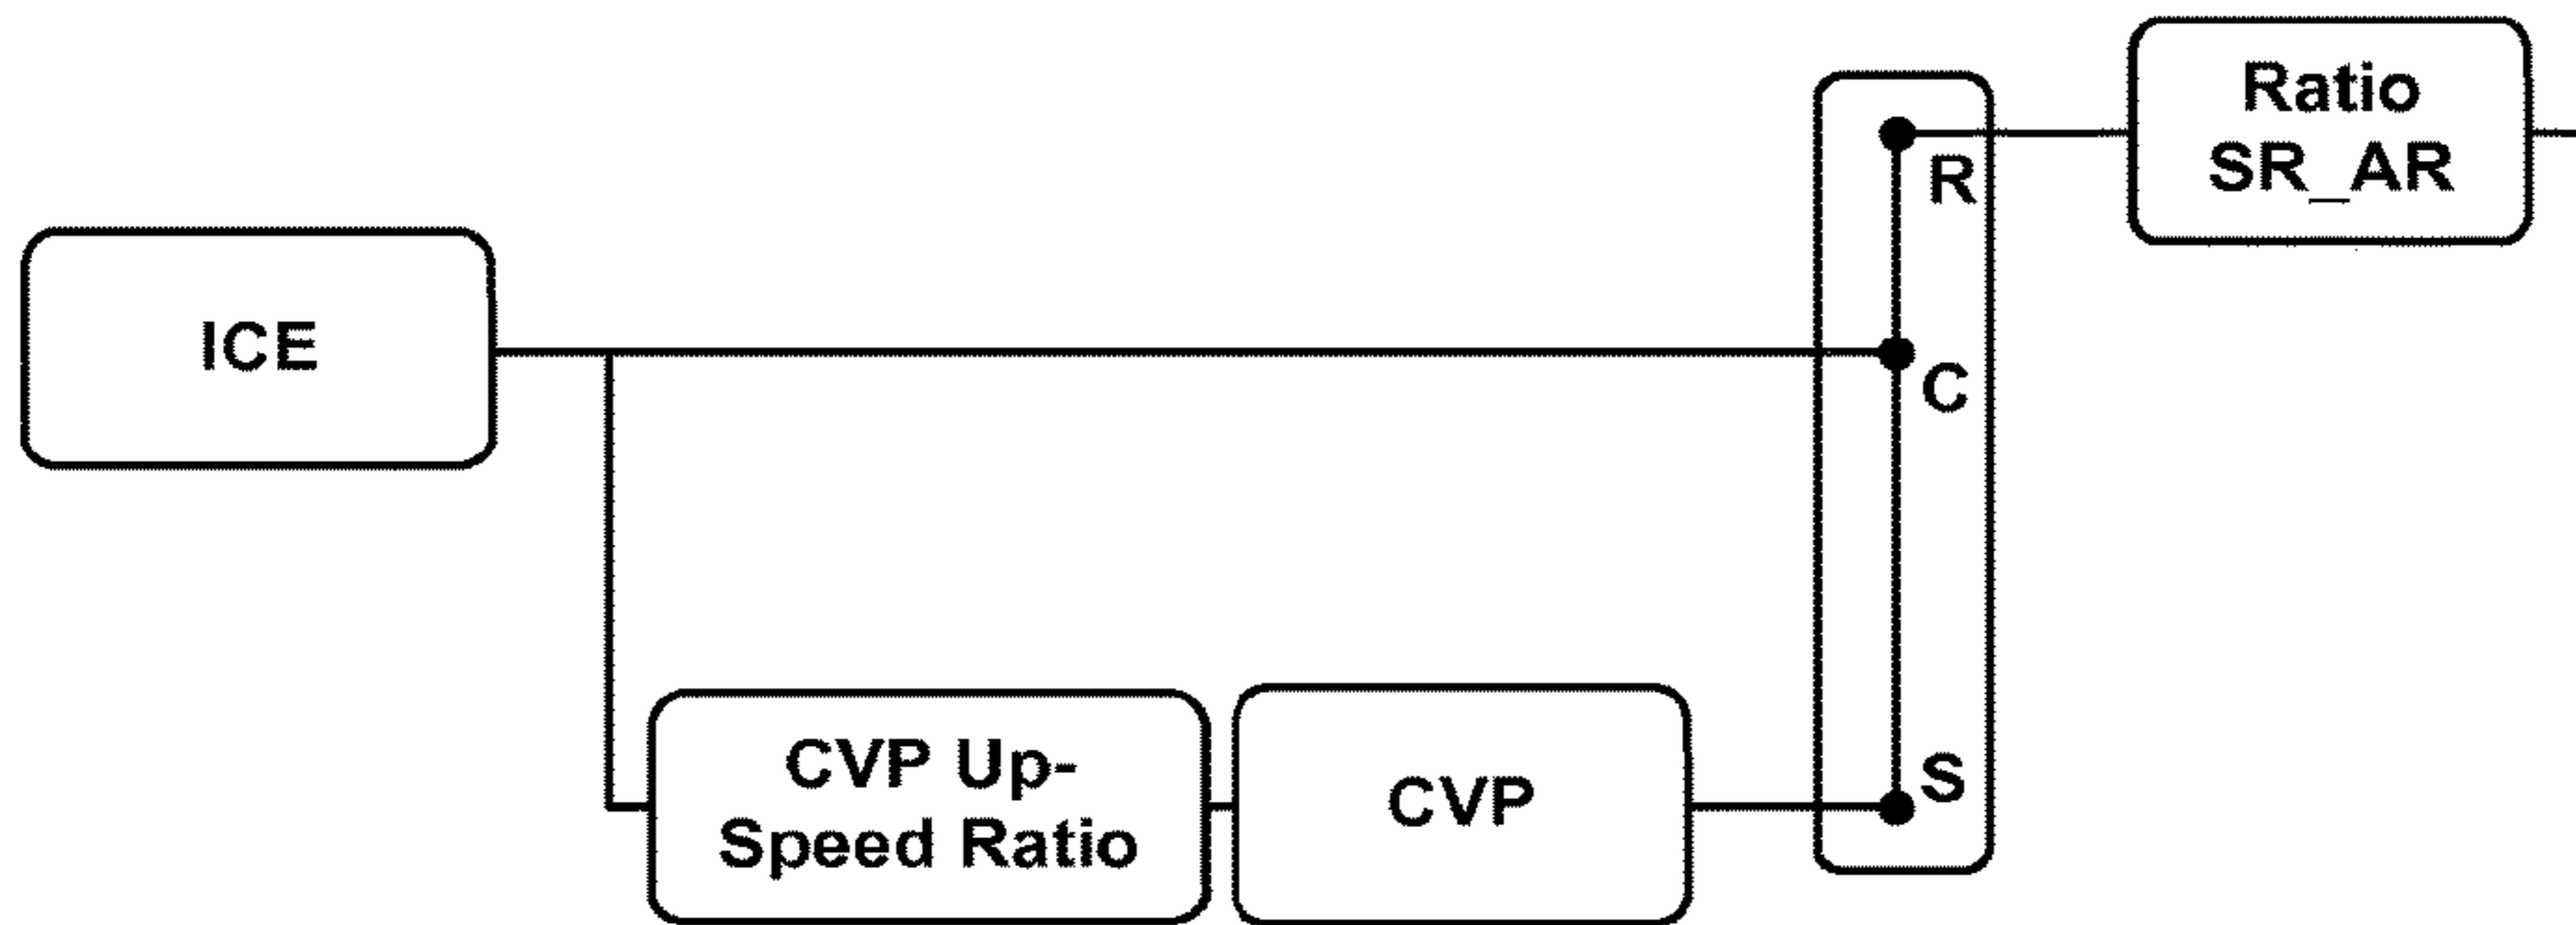 Ratio
SR_AR
R
ICE
C
CVP Up-
Speed Ratio
CVP
S